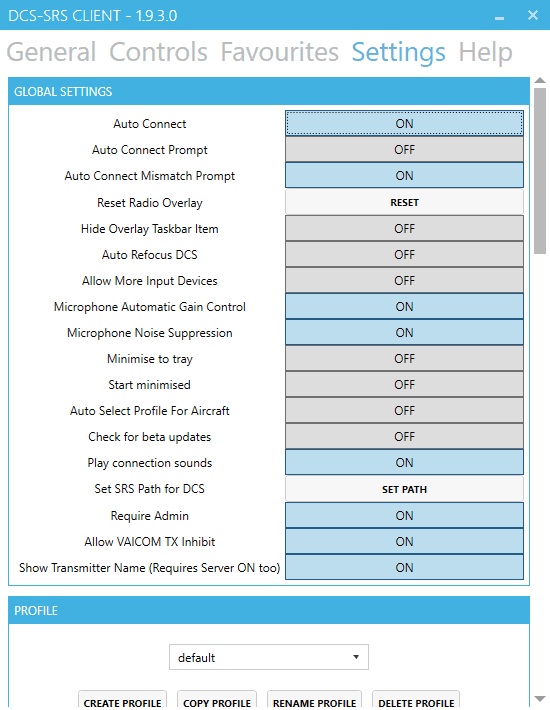 DCS-SRS CLIENT - 1.9.3.0
General Controls Favourites Settings Help
GLOBAL SETTINGS
Auto Connect ON
Auto Connect Prompt OFF
Auto Connect Mismatch Prompt ON
Reset Radio Overlay RESET
Hide Overlay Taskbar Item OFF
Auto Refocus DCS OFF
Allow More Input Devices OFF
Microphone Automatic Gain Control ON
Microphone Noise Suppression ON
Minimise to tray OFF
Start minimised OFF
Auto Select Profile For Aircraft OFF
Check for beta updates OFF
Play connection sounds ON
Set SRS Path for DCS SET PATH
Require Admin ON
Allow VAICOM TX Inhibit ON
Show Transmitter Name (Requires Server ON too) ON
PROFILE
default
CREATE PROFILE COPY PROFILE RENAME PROFILE DELETE PROFILE